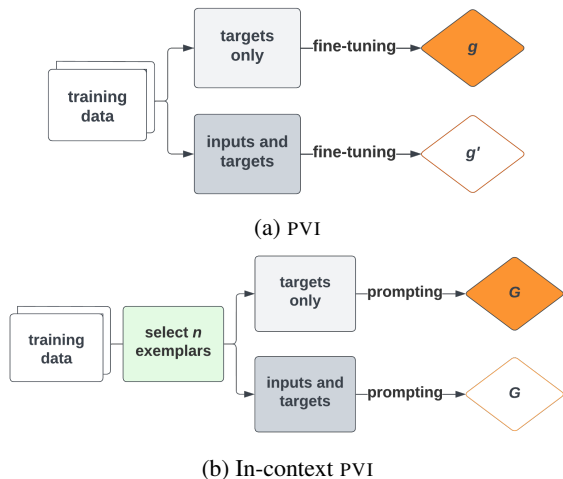 targets
only
fine-tuning
g
training
data
inputs and
targets
fine-tuning
g'
(a) PVI
targets
only
prompting
G
training
data
select n
exemplars
inputs and
targets
prompting
G
(b) In-context PVI